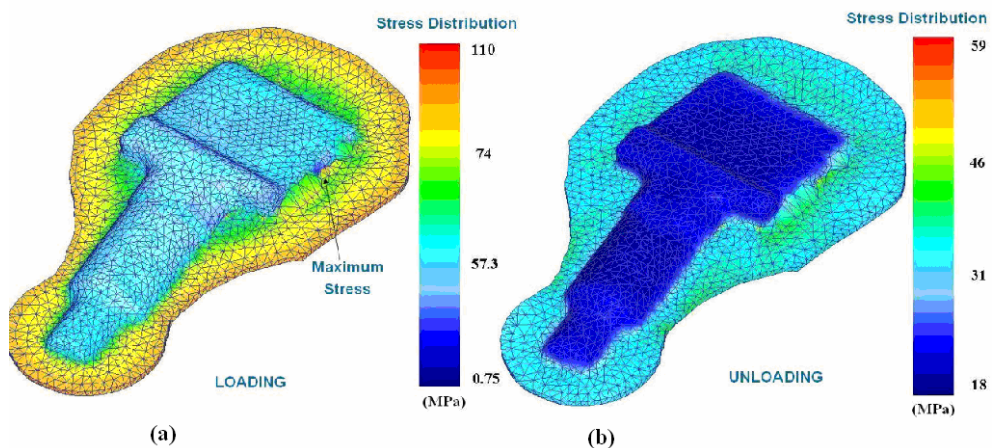 Stress Distribution
110
74
57.3
0.75
(MPa)
Maximum
Stress
LOADING
(a)
Stress Distribution
59
46
31
18
(MPa)
UNLOADING
(b)